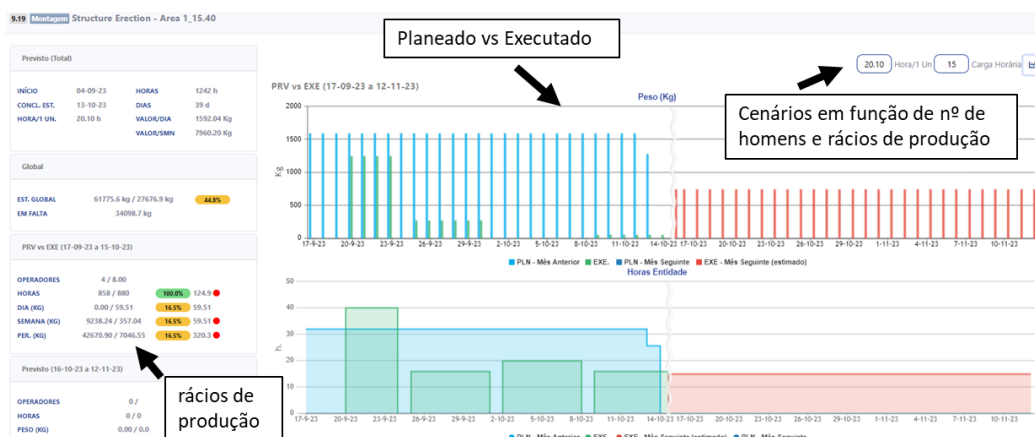 9.19 Montagem Structure Erection - Area 1_15.40
Planeado vs Executado
Previsto (Total)
INÍCIO 04-09-23 HORAS 1242 h
CONCL. EST. 13-10-23 DIAS 39 d
HORA/1 UN. 20.10 h VALOR/DIA 1592.04 Kg
VALOR/SMN 7960.20 Kg
20.10 Hora/1 Un 15 Carga Horária
Cenários em função de nº de
homens e rácios de produção
Global
EST. GLOBAL 61775.6 kg / 27676.9 kg 44.8%
EM FALTA 34098.7 kg
PRV vs EXE (17-09-23 a 15-10-23)
OPERADORES 4 / 8.00
HORAS 858 / 880 100.0% 124.9
DIA (KG) 0.00 / 59.51 16.5% 59.51
SEMANA (KG) 9238.24 / 357.04 16.5% 59.51
PER. (KG) 42670.90 / 7046.55 16.5% 320.3
Previsto (16-10-23 a 12-11-23)
OPERADORES 0 /
HORAS 0 / 0
PESO (KG) 0.00 / 0.0
rácios de
produção
PRV vs EXE (17-09-23 a 12-11-23)
Peso (Kg)
2000
1500
1000
500
0
Kg
17-9-23 20-9-23 23-9-23 26-9-23 29-9-23 2-10-23 5-10-23 8-10-23 11-10-23 14-10-23 17-10-23 20-10-23 23-10-23 26-10-23 29-10-23 1-11-23 4-11-23 7-11-23 10-11-23
PLN - Mês Anterior EXE. PLN - Mês Seguinte EXE - Mês Seguinte (estimado)
Horas Entidade
50
40
30
20
10
0
h.
17-9-23 20-9-23 23-9-23 26-9-23 29-9-23 2-10-23 5-10-23 8-10-23 11-10-23 14-10-23 17-10-23 20-10-23 23-10-23 26-10-23 29-10-23 1-11-23 4-11-23 7-11-23 10-11-23
PLN - Mês Anterior EXE. EXE - Mês Seguinte (estimado) PLN - Mês Seguinte